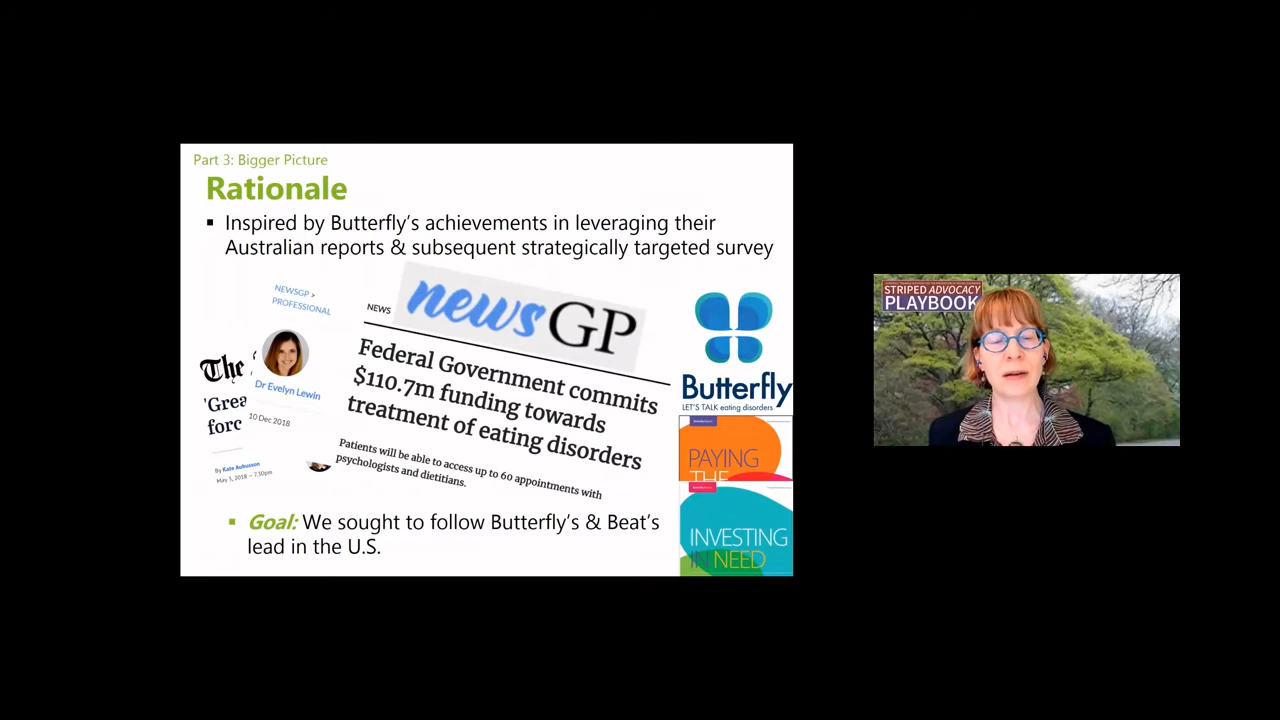 Part 3: Bigger Picture
Rationale
▪ Inspired by Butterfly's achievements in leveraging their
Australian reports & subsequent strategically targeted survey
NEWSGP >
PROFESSIONAL
Dr Evelyn Lewin
10 Dec 2018
The
'Grea
forc
By Kate Aubusson
May 5, 2018 — 7.30pm
NEWS
newsGP
Federal Government commits
$110.7m funding towards
treatment of eating disorders
Patients will be able to access up to 60 appointments with
psychologists and dietitians.
Butterfly
LET'S TALK eating disorders
PAYING
THE
INVESTING
IN NEED
▪ Goal: We sought to follow Butterfly's & Beat's
lead in the U.S.
STRIPED ADVOCACY
PLAYBOOK